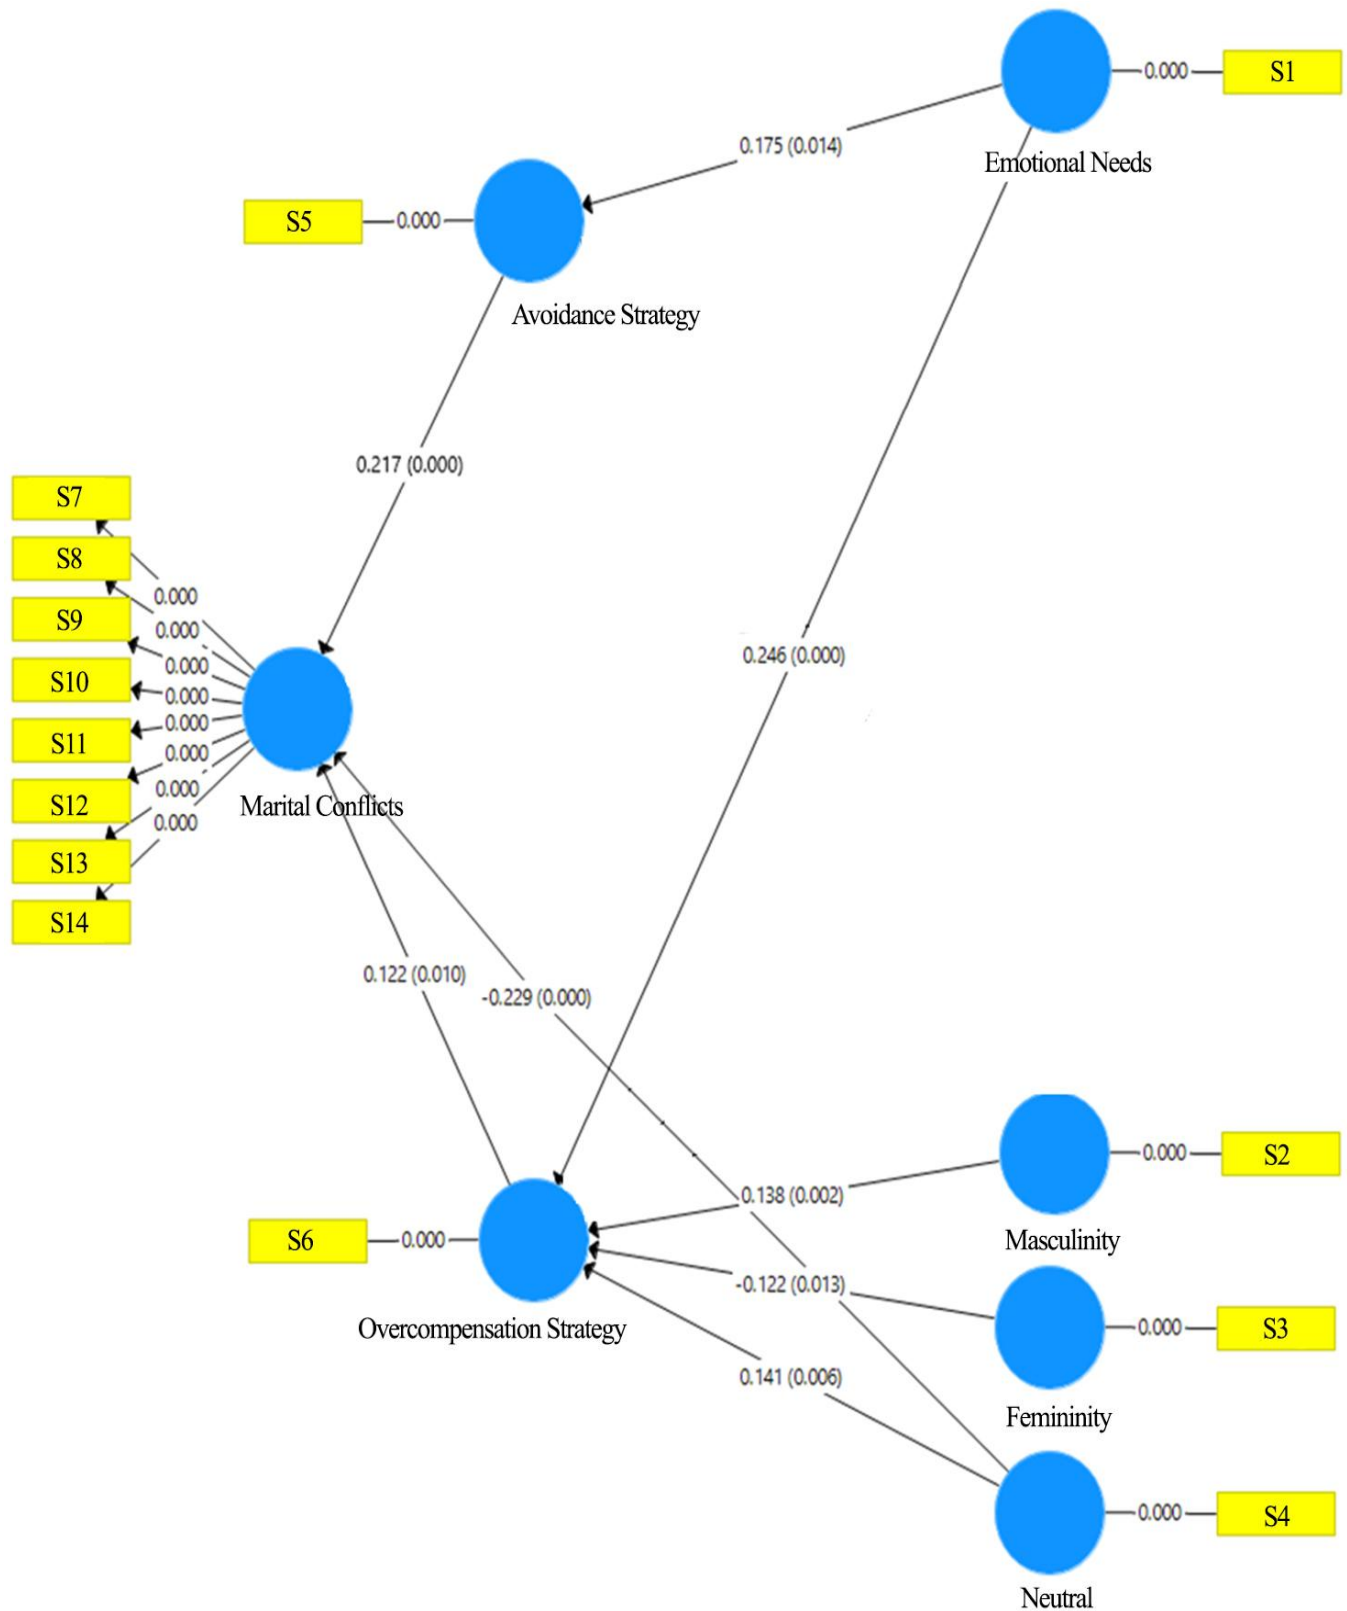 0.000
S1
0.175 (0.014)
Emotional Needs
S5
0.000
Avoidance Strategy
0.217 (0.000)
S7
S8
0.000
S9
0.000
0.246 (0.000)
0.000
S10
0.000
0.000
S11
0.000
0.000
S12
Marital Conflicts
0.000
S13
S14
0.122 (0.010)
-0.229 (0.000)
0.000
S2
0.138 (0.002)
S6
0.000
Masculinity
-0.122 (0.013)
Overcompensation Strategy
0.000
S3
0.141 (0.006)
Femininity
0.000
S4
Neutral